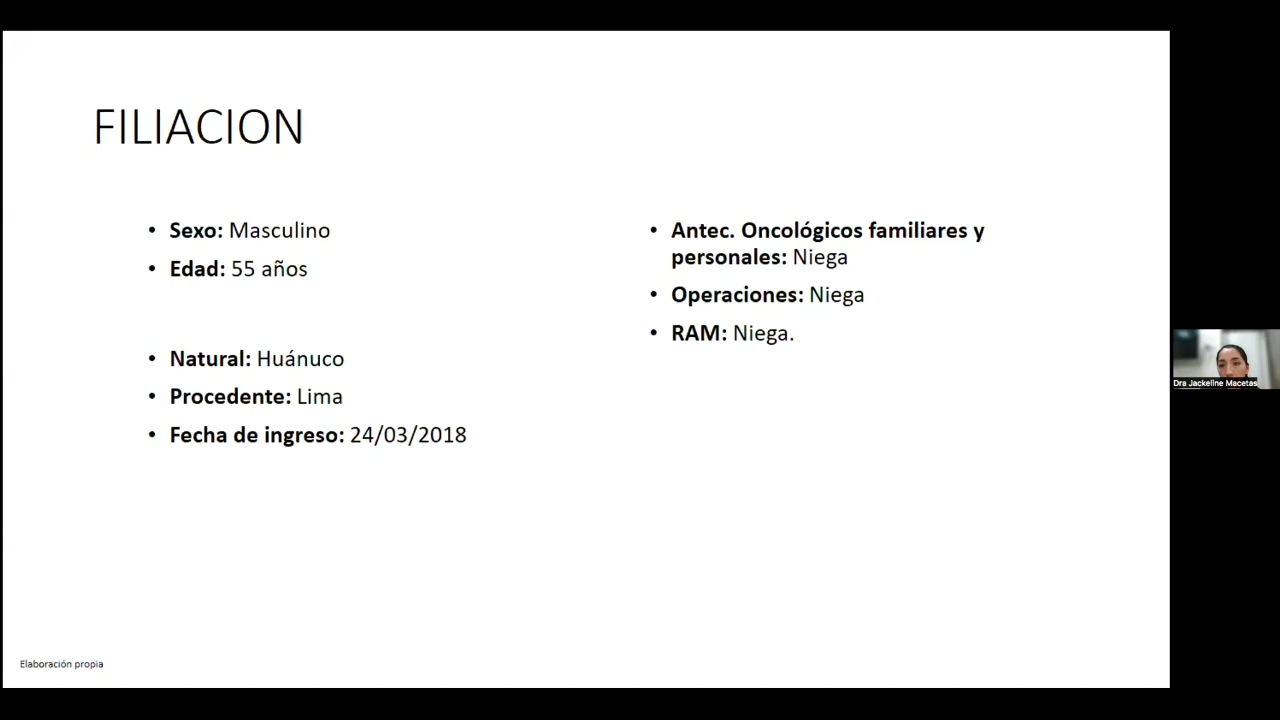 FILIACION
• Sexo: Masculino
• Edad: 55 años
• Natural: Huánuco
• Procedente: Lima
• Fecha de ingreso: 24/03/2018
• Antec. Oncológicos familiares y
personales: Niega
• Operaciones: Niega
• RAM: Niega.
Dra Jackeline Macetas
Elaboración propia